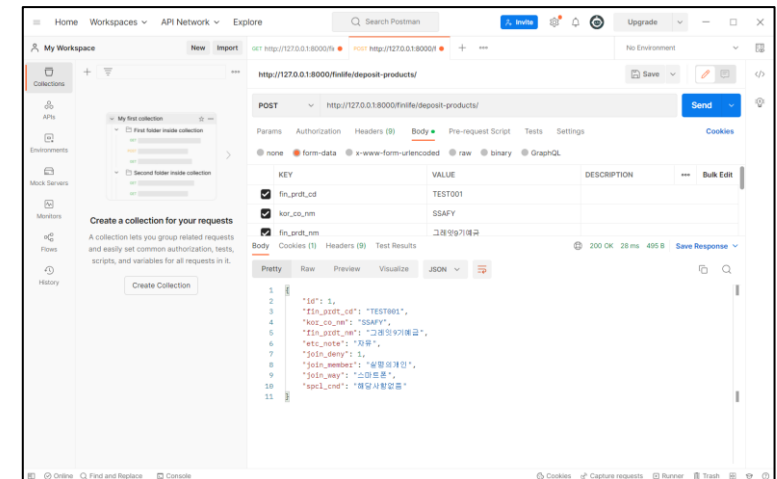 Home Workspaces API Network Explore Search Postman Invite Upgrade
My Workspace New Import GET http://127.0.0.1:8000/fir POST http://127.0.0.1:8000/f No Environment
Collections
APIs
Environments
Mock Servers
Monitors
Flows
History
My first collection
First folder inside collection
Second folder inside collection
Create a collection for your requests
A collection lets you group related requests
and easily set common authorization, tests,
scripts, and variables for all requests in it.
Create Collection
http://127.0.0.1:8000/finlife/deposit-products/ Save
POST http://127.0.0.1:8000/finlife/deposit-products/ Send
Params Authorization Headers (9) Body Pre-request Script Tests Settings Cookies
none form-data x-www-form-urlencoded raw binary GraphQL
KEY VALUE DESCRIPTION Bulk Edit
fin_prdt_cd TEST001
kor_co_nm SSAFY
fin_prdt_nm 그레잇9기예금
Body Cookies (1) Headers (9) Test Results 200 OK 28 ms 495 B Save Response
Pretty Raw Preview Visualize JSON
1 {
2 "id": 1,
3 "fin_prdt_cd": "TEST001",
4 "kor_co_nm": "SSAFY",
5 "fin_prdt_nm": "그레잇9기예금",
6 "etc_note": "자유",
7 "join_deny": 1,
8 "join_member": "실명의개인",
9 "join_way": "스마트폰",
10 "spcl_cnd": "해당사항없음"
11 }
Online Find and Replace Console Cookies Capture requests Runner Trash